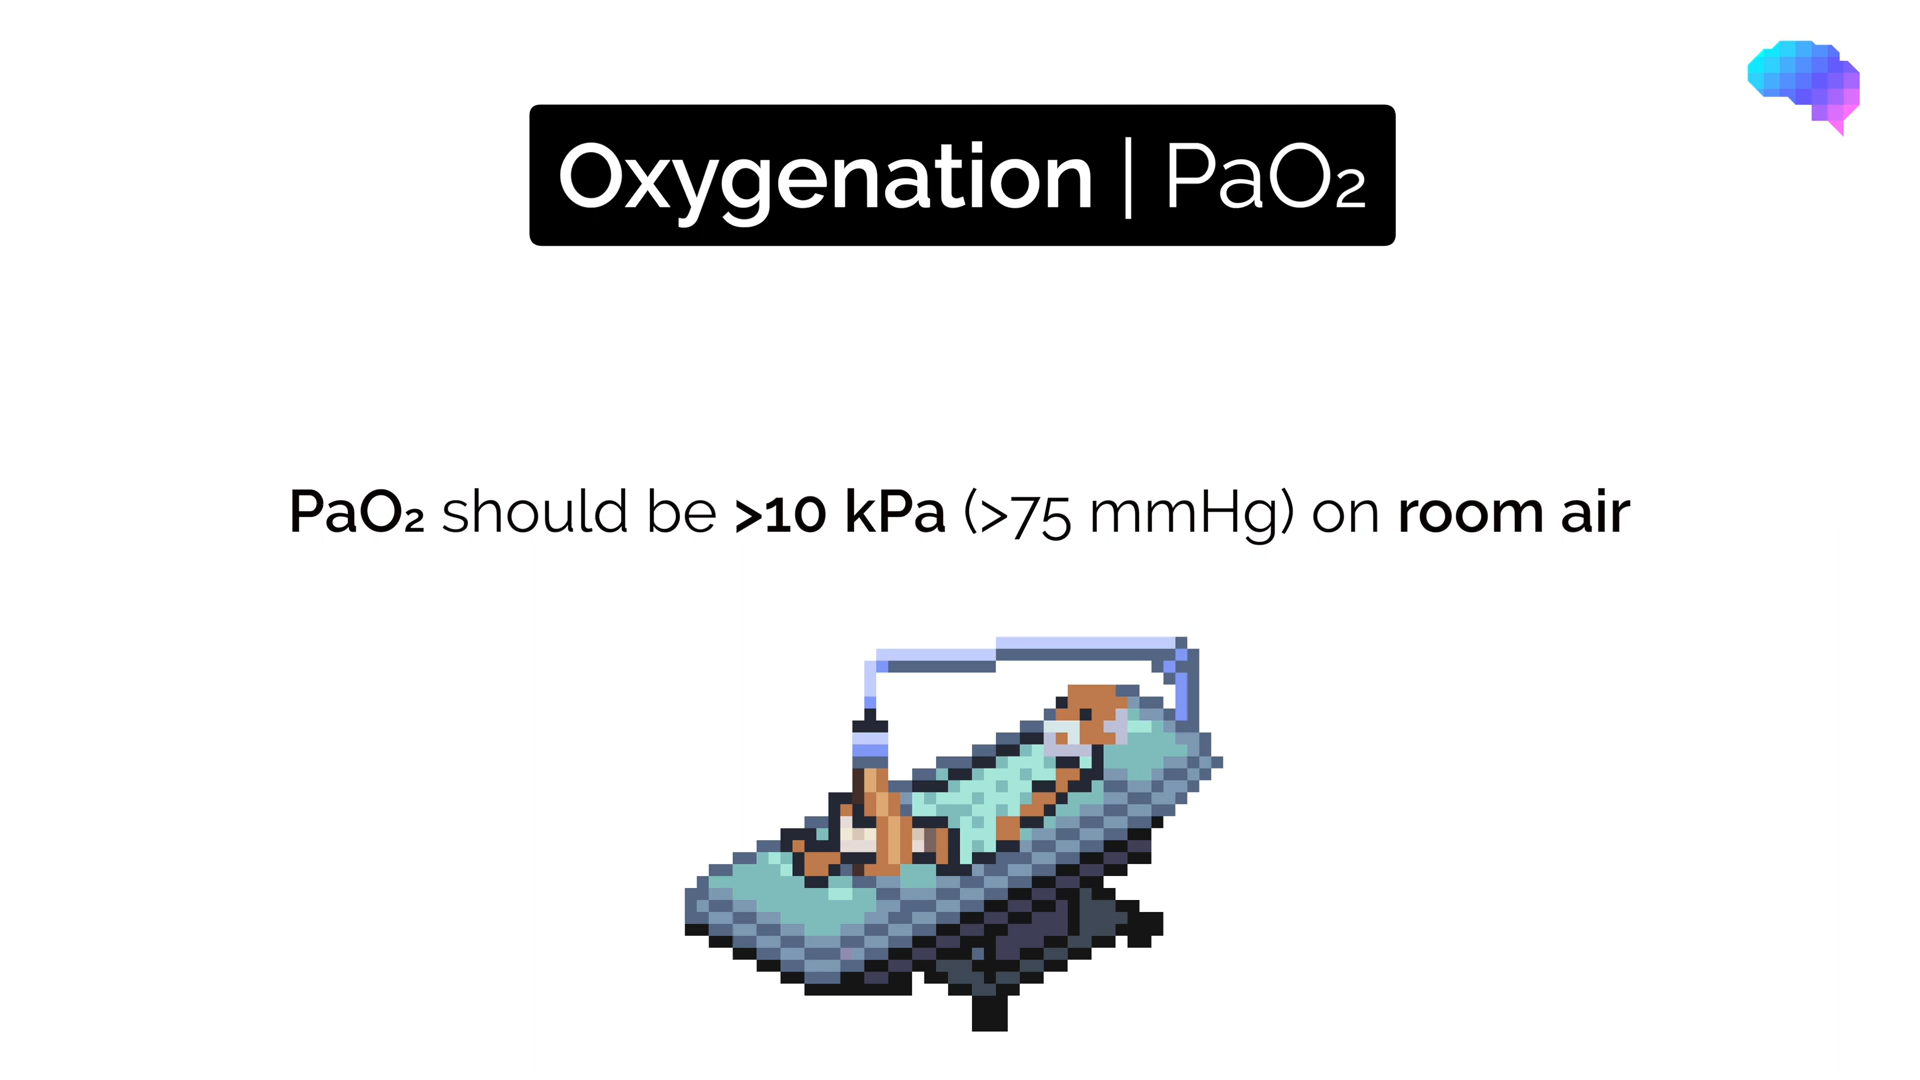 Oxygenation | PaO₂
PaO₂ should be >10 kPa (>75 mmHg) on room air